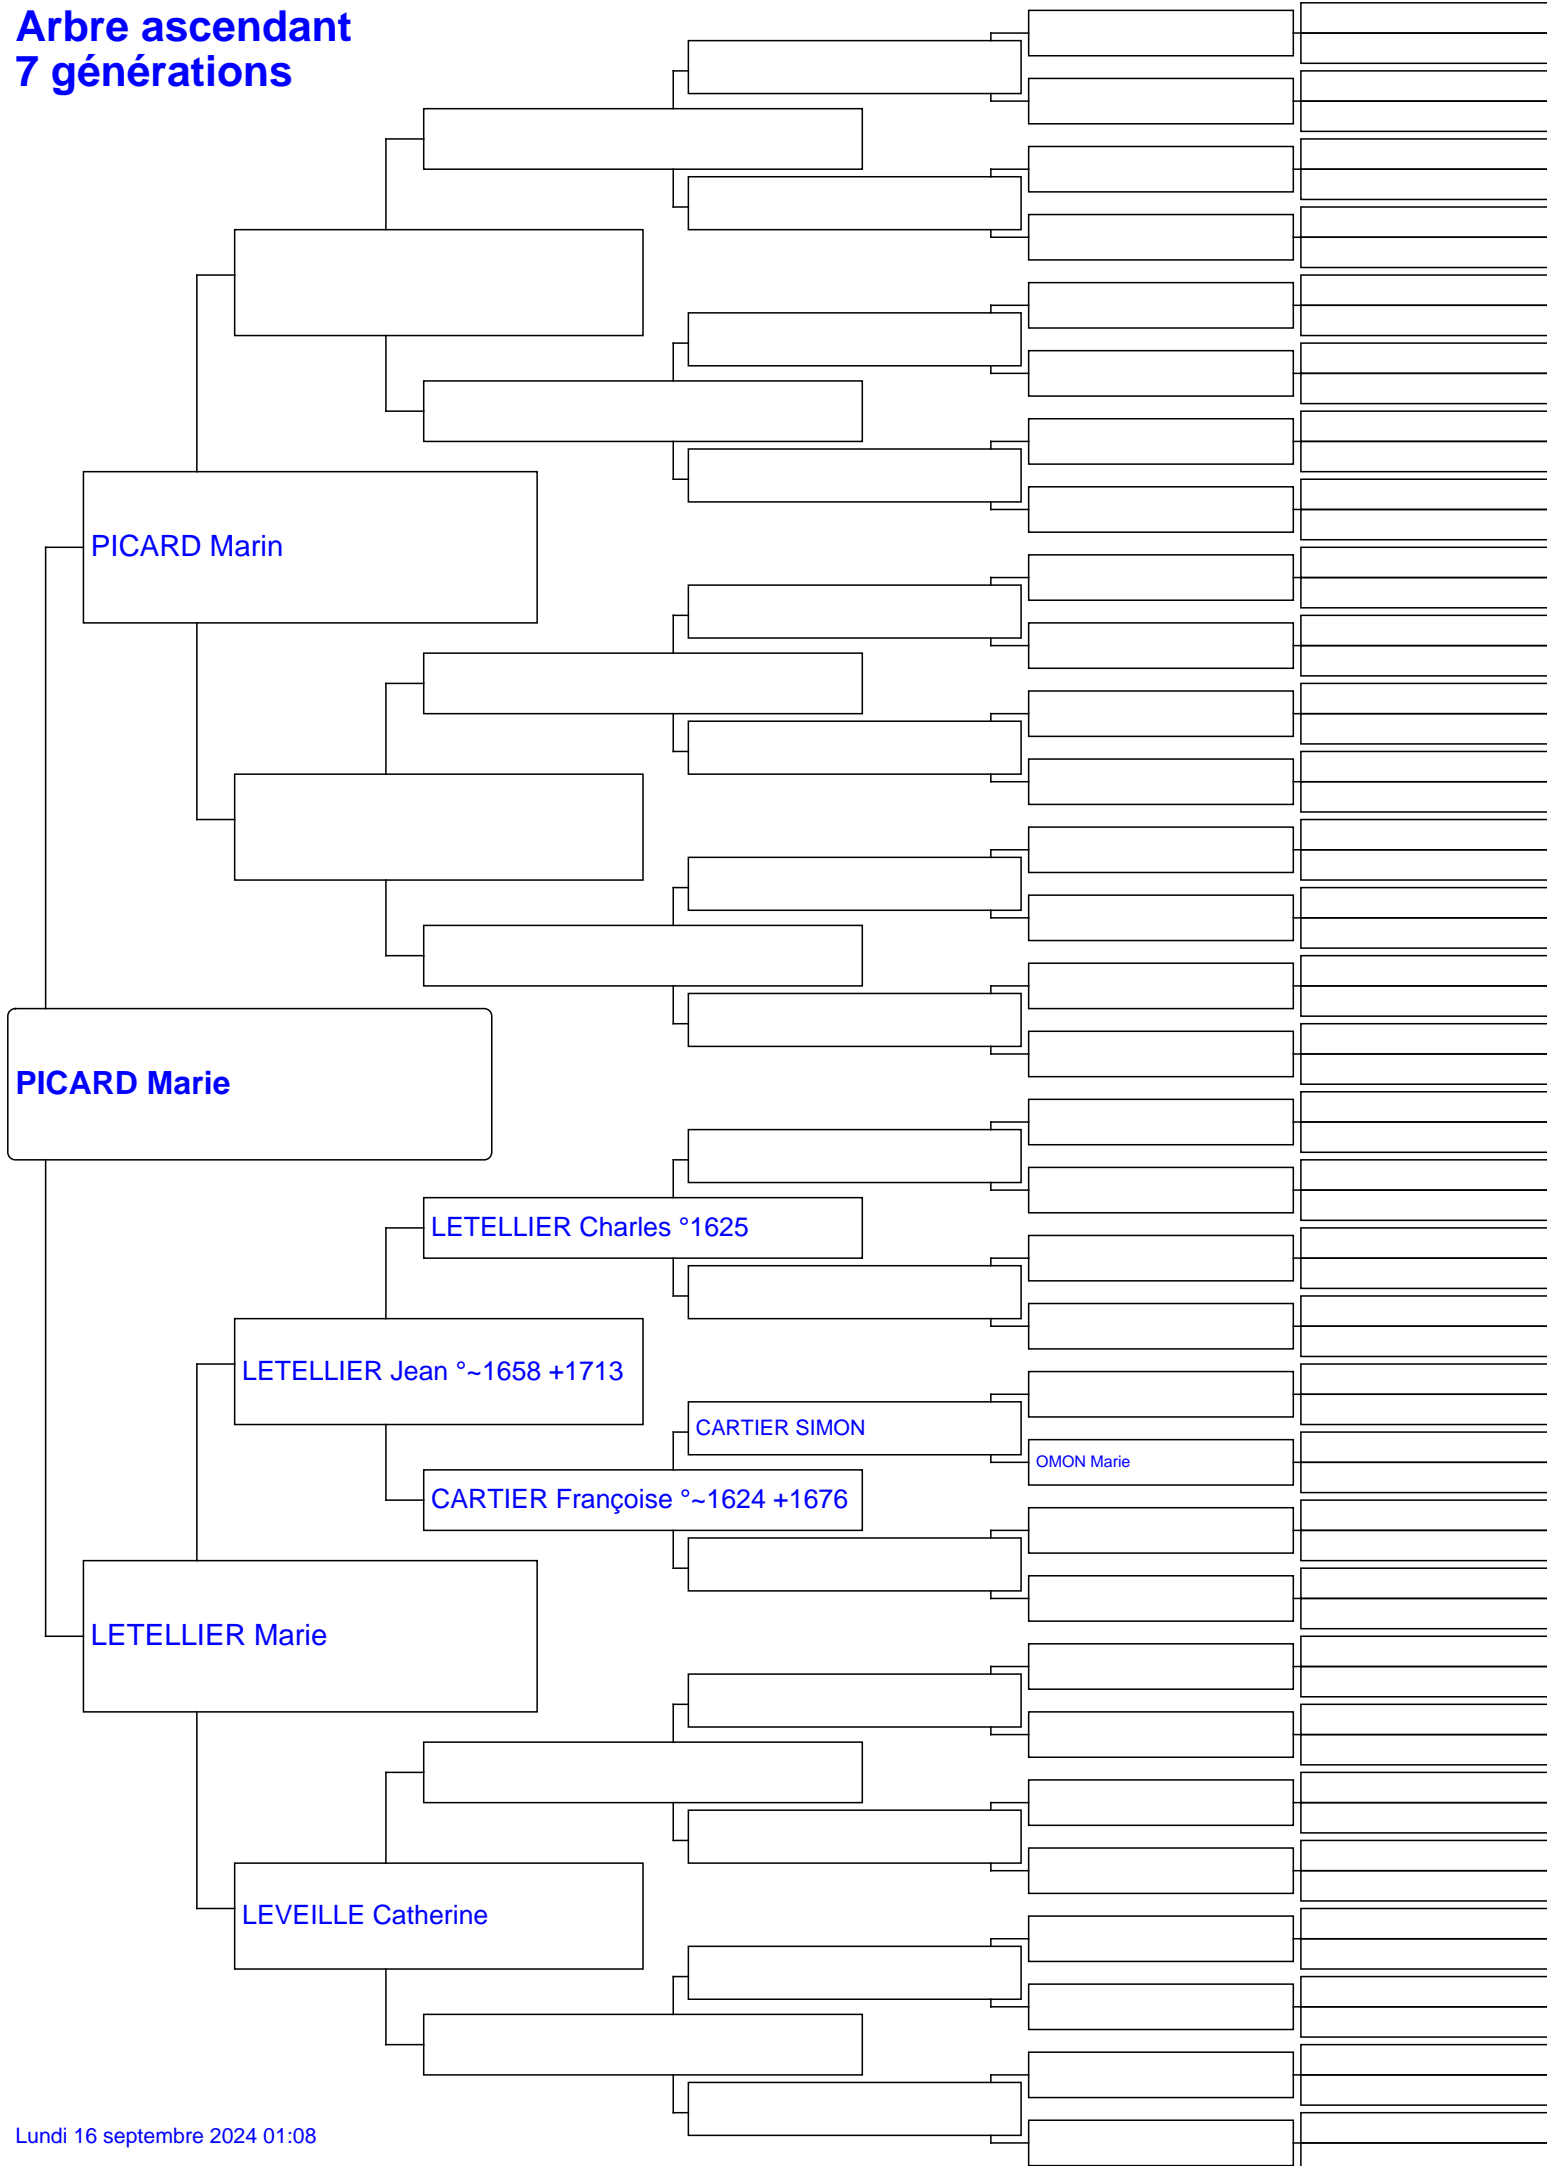 Arbre ascendant
7 générations
PICARD Marin
PICARD Marie
LETELLIER Charles °1625
LETELLIER Jean °~1658 +1713
CARTIER SIMON
OMON Marie
CARTIER Françoise °~1624 +1676
LETELLIER Marie
LEVEILLE Catherine
Lundi 16 septembre 2024 01:08